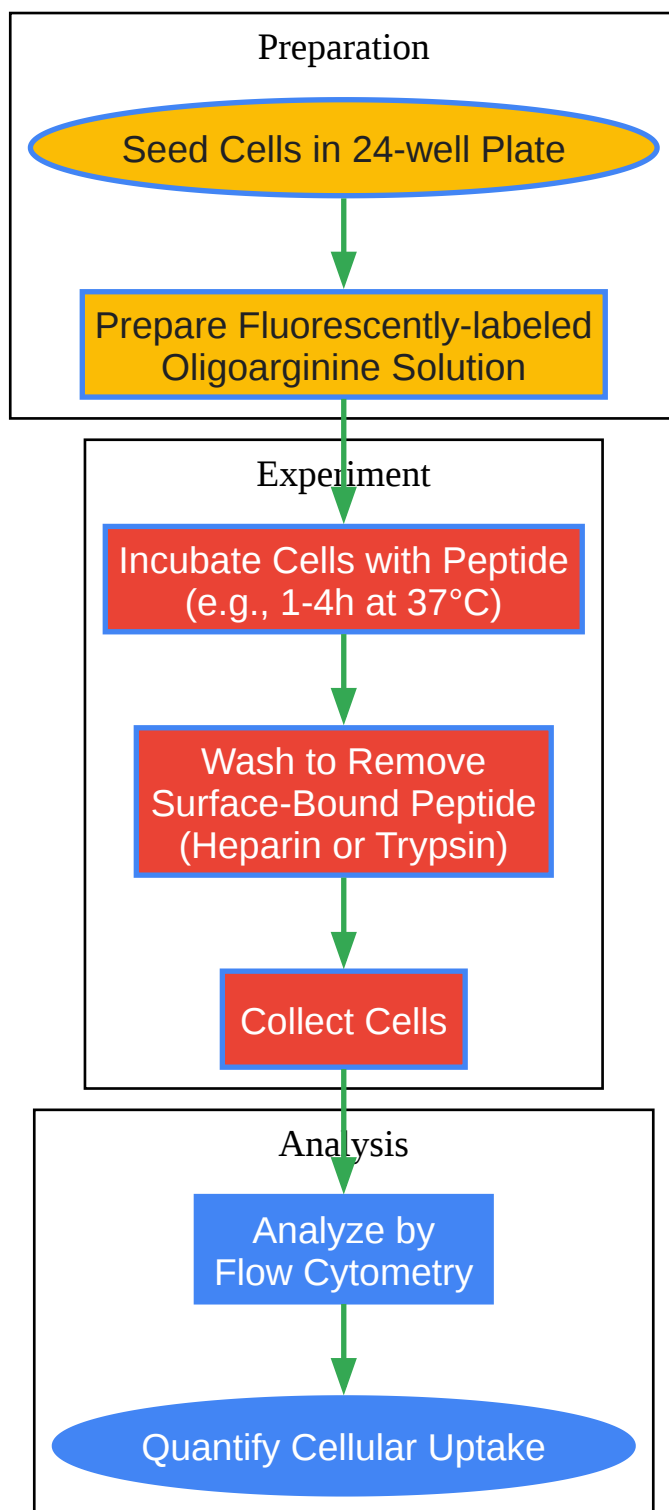 Preparation
Seed Cells in 24-well Plate
Prepare Fluorescently-labeled
Oligoarginine Solution
Experiment
Incubate Cells with Peptide
(e.g., 1-4h at 37°C)
Wash to Remove
Surface-Bound Peptide
(Heparin or Trypsin)
Collect Cells
Analysis
Analyze by
Flow Cytometry
Quantify Cellular Uptake